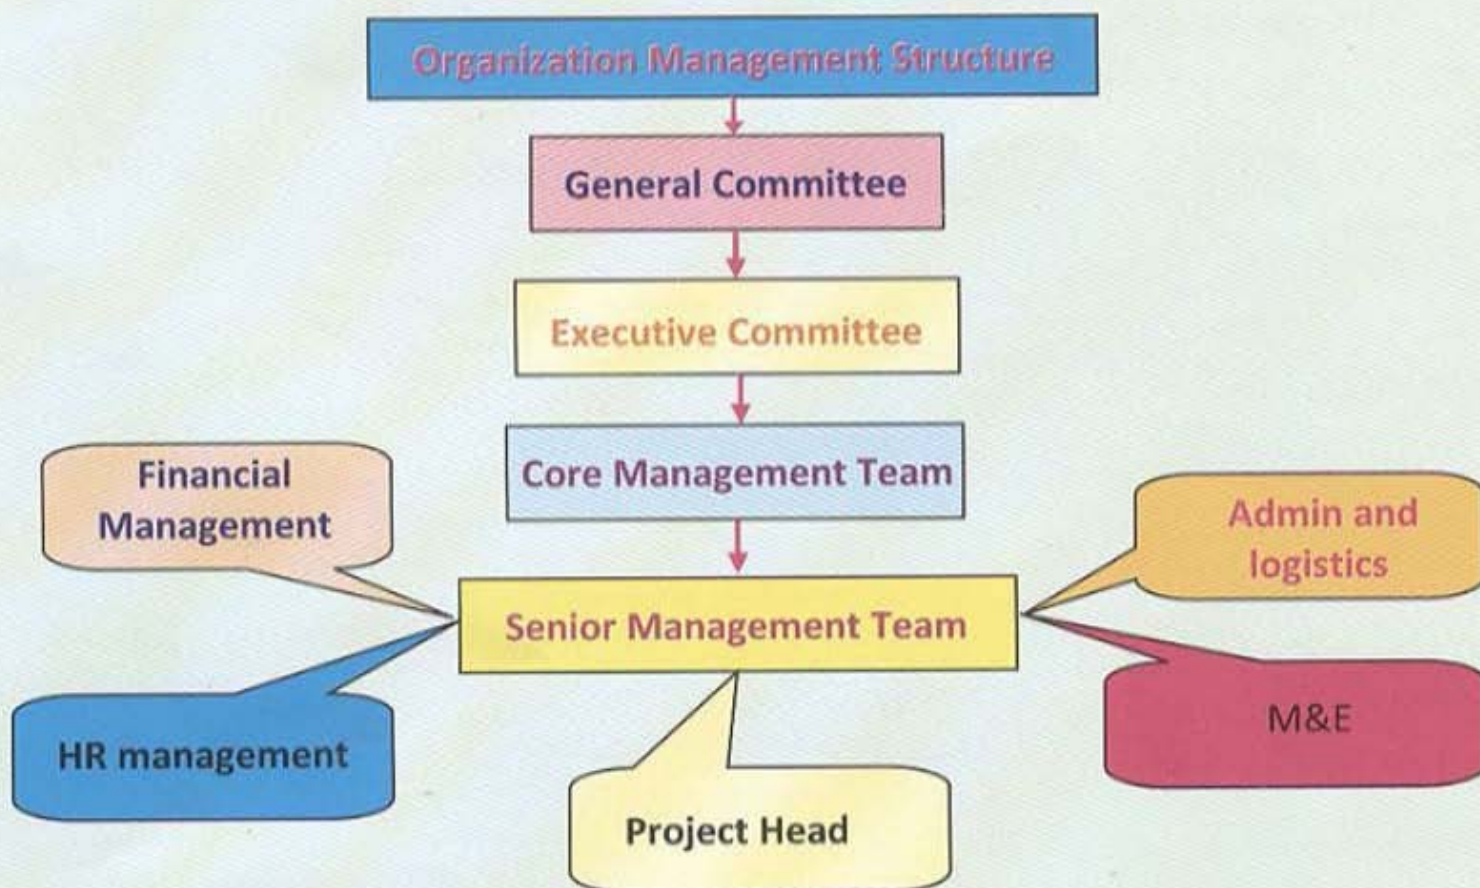 Organization Management Structure
General Committee
Executive Committee
Core Management Team
Financial
Management
Admin and
logistics
Senior Management Team
HR management
M&E
Project Head